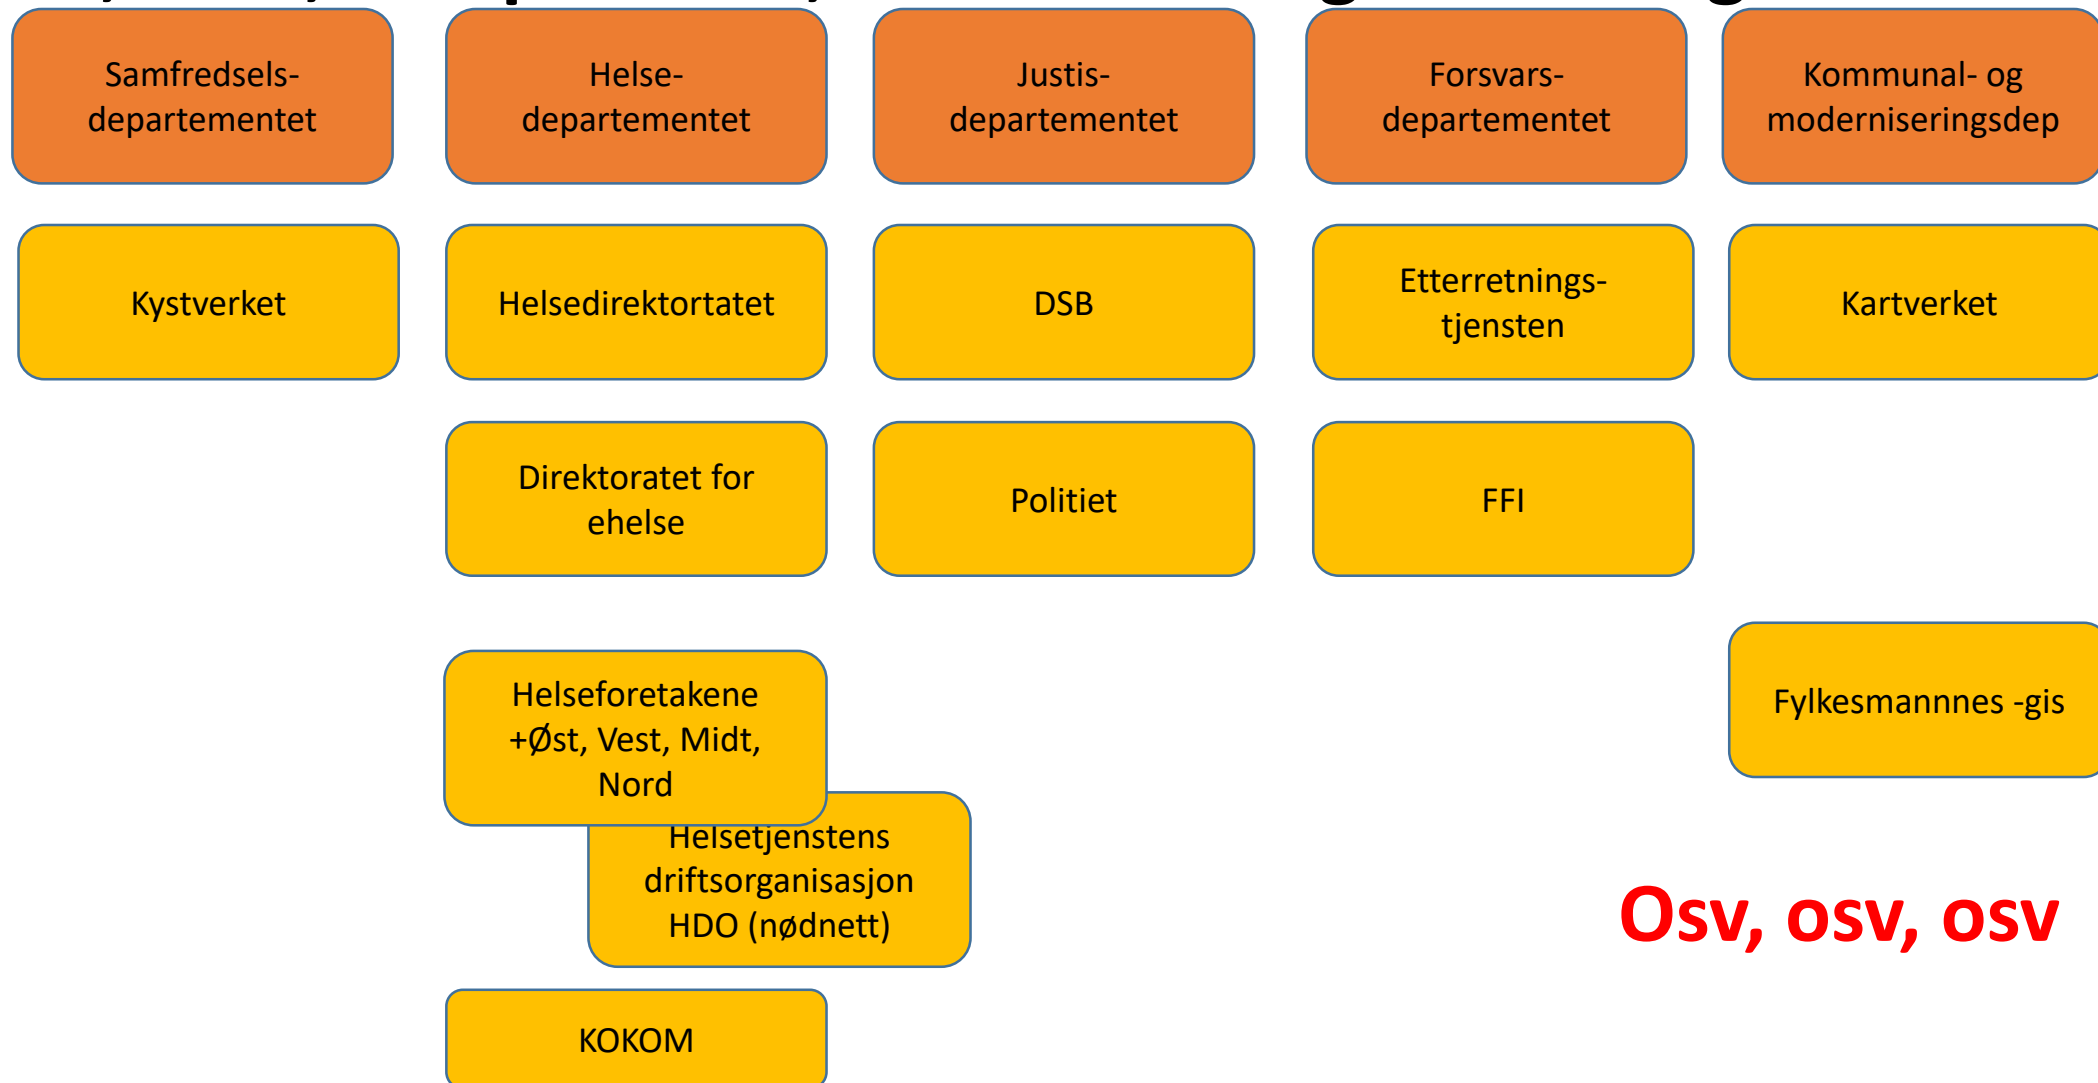 Samfredsels-
departementet
Helse-
departementet
Justis-
departementet
Forsvars-
departementet
Kommunal- og
moderniseringsdep
Kystverket
Helsedirektortatet
DSB
Etterretnings-
tjensten
Kartverket
Direktoratet for
ehelse
Politiet
FFI
Helseforetakene
+Øst, Vest, Midt,
Nord
Fylkesmannnes -gis
Helsetjenstens
driftsorganisasjon
HDO (nødnett)
Osv, osv, osv
KOKOM